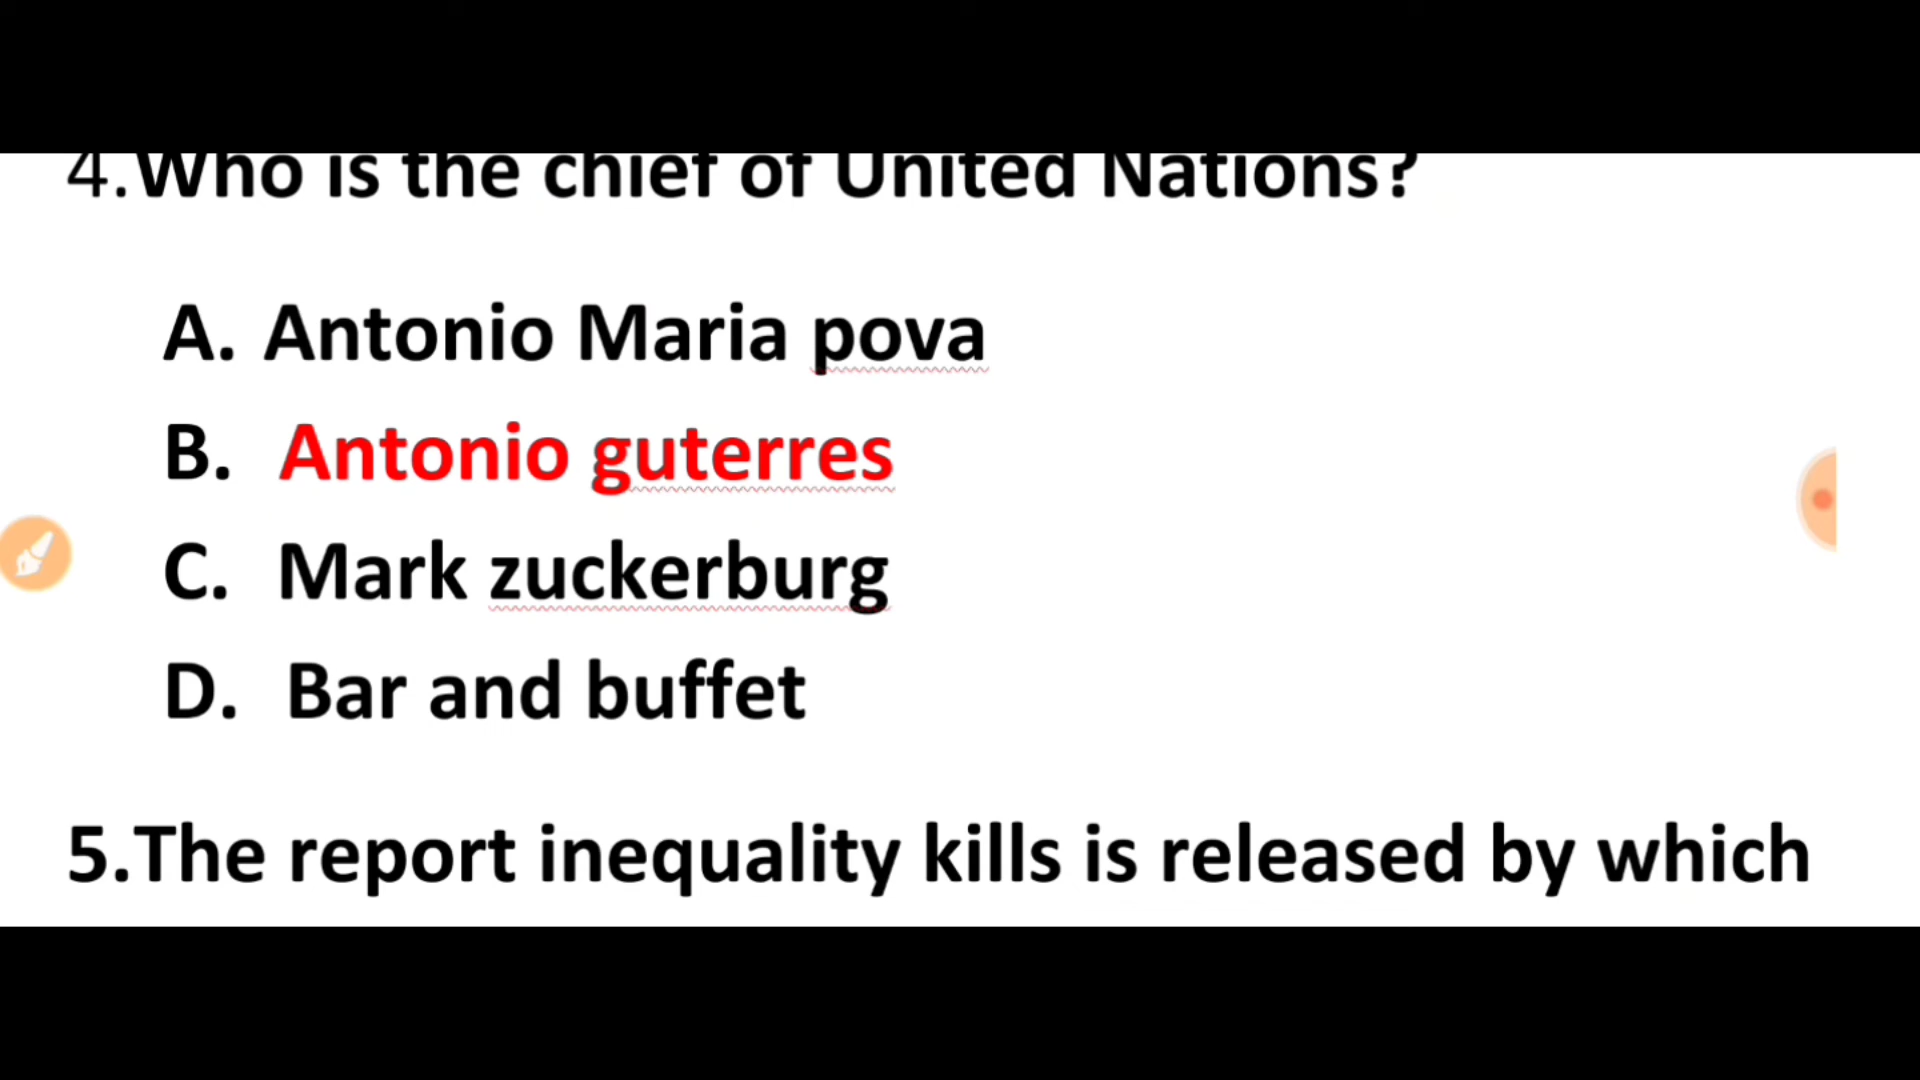 4.Who is the chief of United Nations?
A. Antonio Maria pova
B. Antonio guterres
C. Mark zuckerburg
D. Bar and buffet
5.The report inequality kills is released by which